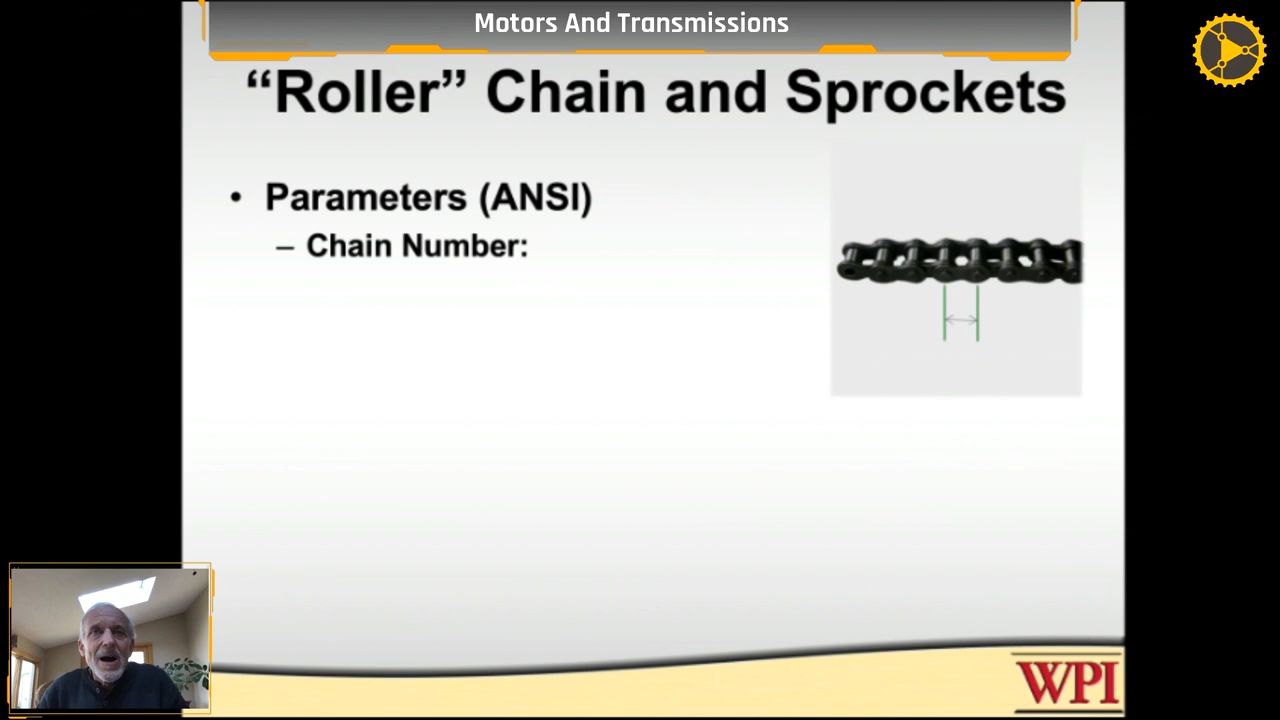 Motors And Transmissions
“Roller” Chain and Sprockets
• Parameters (ANSI)
– Chain Number:
WPI